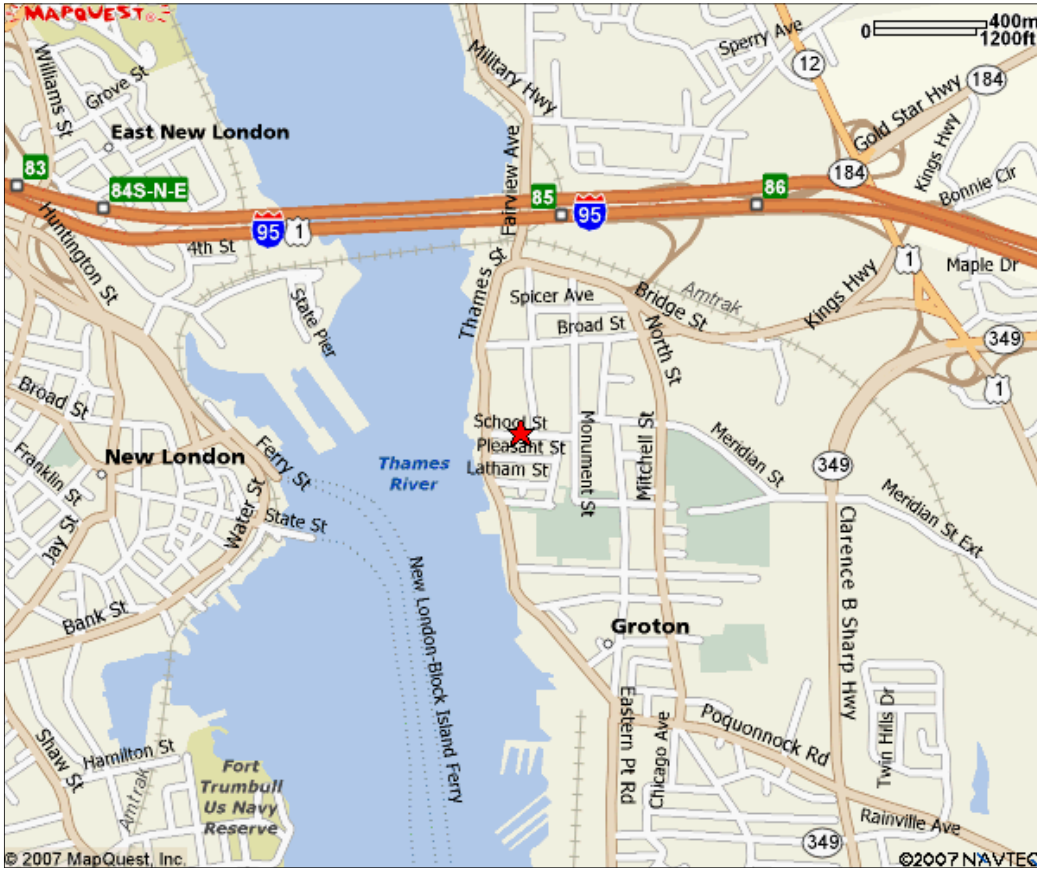 MAPQUEST
400m
0
1200ft
Sperry Ave
12
Military Hwy
Williams St
Grove St
184
Gold Star Hwy
East New London
Kings Hwy
184
83
84S-N-E
Fairview Ave
85
86
Bonnie Cir
95
1
95
Huntington St
4th St
1
Maple Dr
State Pier
Thames St
Spicer Ave
Bridge St
Amtrak
Kings Hwy
Broad St
North St
349
1
Broad St
School St
Pleasant St
Latham St
Monument St
Mitchell St
Meridian St
New London
Ferry St
Thames
River
349
Franklin St
Water St
State St
Jay St
Meridian St Ext
Clarence B Sharp Hwy
New London-Block Island Ferry
Bank St
Groton
Eastern Pt Rd
Chicago Ave
Poquonnock Rd
Twin Hills Dr
Shaw St
Hamilton St
Amtrak
Fort
Trumbull
Us Navy
Reserve
349
Rainville Ave
© 2007 MapQuest, Inc.
©2007 NAVTEQ